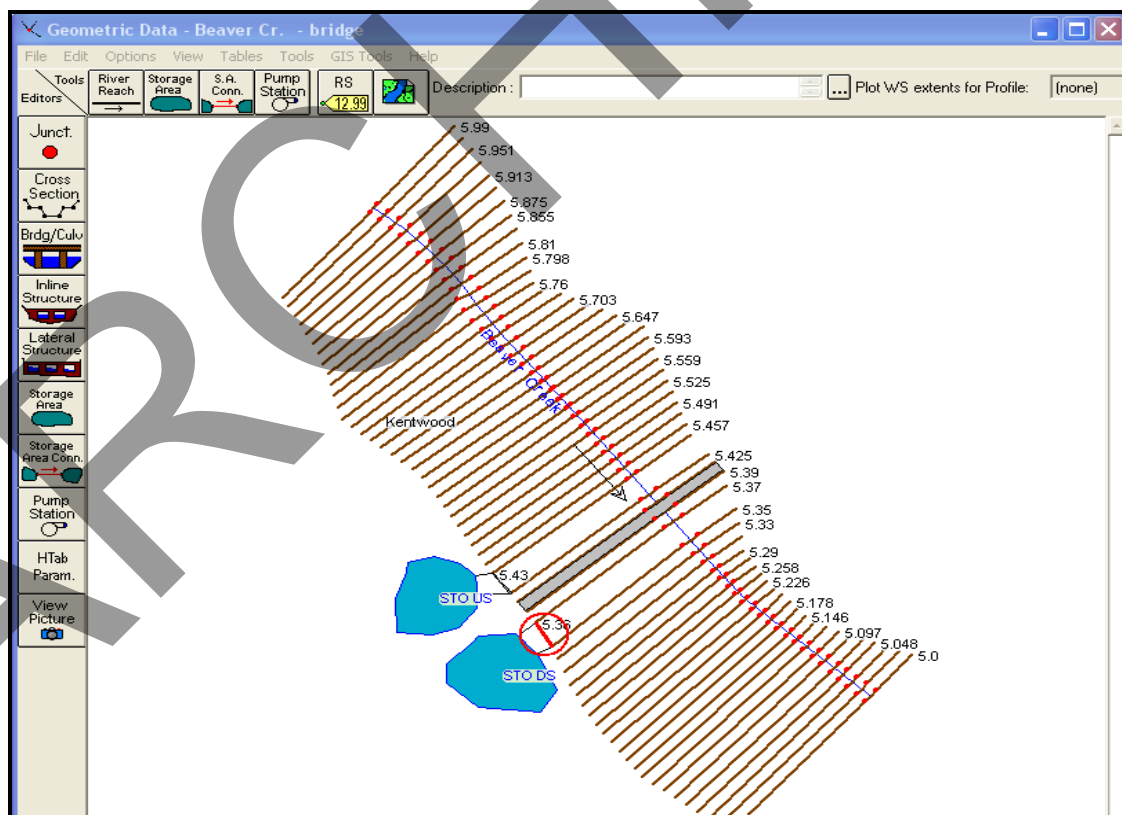 Geometric Data - Beaver Cr. - bridge
File Edit Options View Tables Tools GIS Tools Help
Tools
Editors
River Reach
Storage Area
S.A. Conn.
Pump Station
RS
12.99
Description :
...
Plot WS extents for Profile:
(none)
Junct.
Cross Section
Brdg/Culv
Inline Structure
Lateral Structure
Storage Area
Storage Area Conn.
Pump Station
HTab Param.
View Picture
5.99
5.951
5.913
5.875
5.855
5.81
5.798
5.76
5.703
5.647
5.593
5.559
5.525
5.491
5.457
5.425
5.39
5.37
5.35
5.33
5.29
5.258
5.226
5.178
5.146
5.097
5.048
5.0
Beaver Creek
Kentwood
5.43
STO US
5.36
STO DS